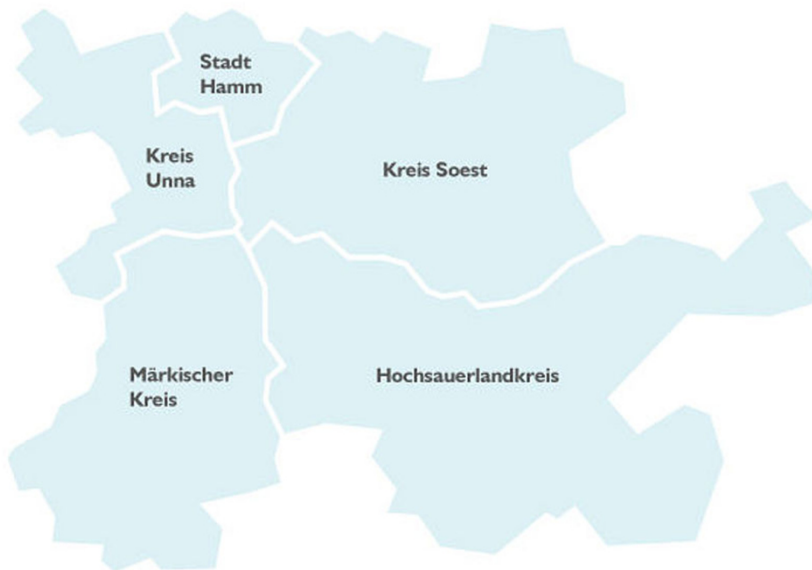 Stadt
Hamm
Kreis
Unna
Kreis Soest
Märkischer
Kreis
Hochsauerlandkreis